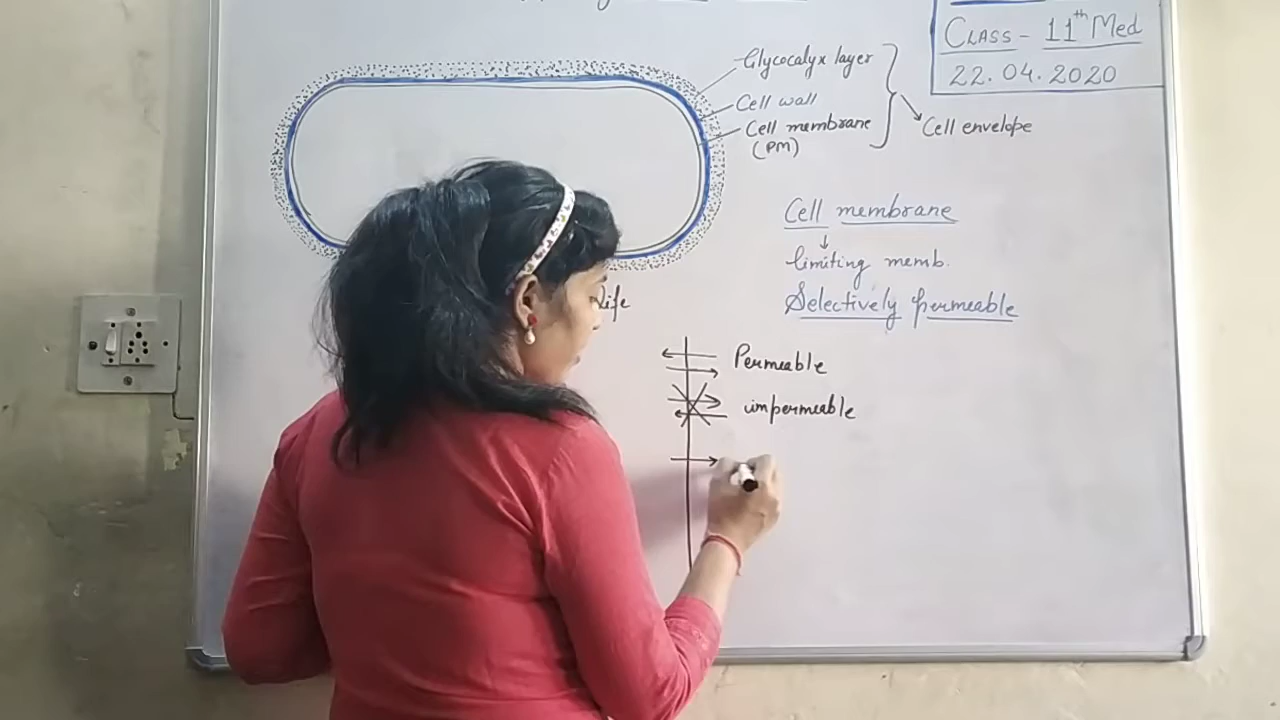 CLASS - 11th Med
22.04.2020
Glycocalyx layer
Cell wall
Cell membrane
(PM)
Cell envelope
Cell membrane
limiting memb.
Selectively permeable
life
Permeable
impermeable